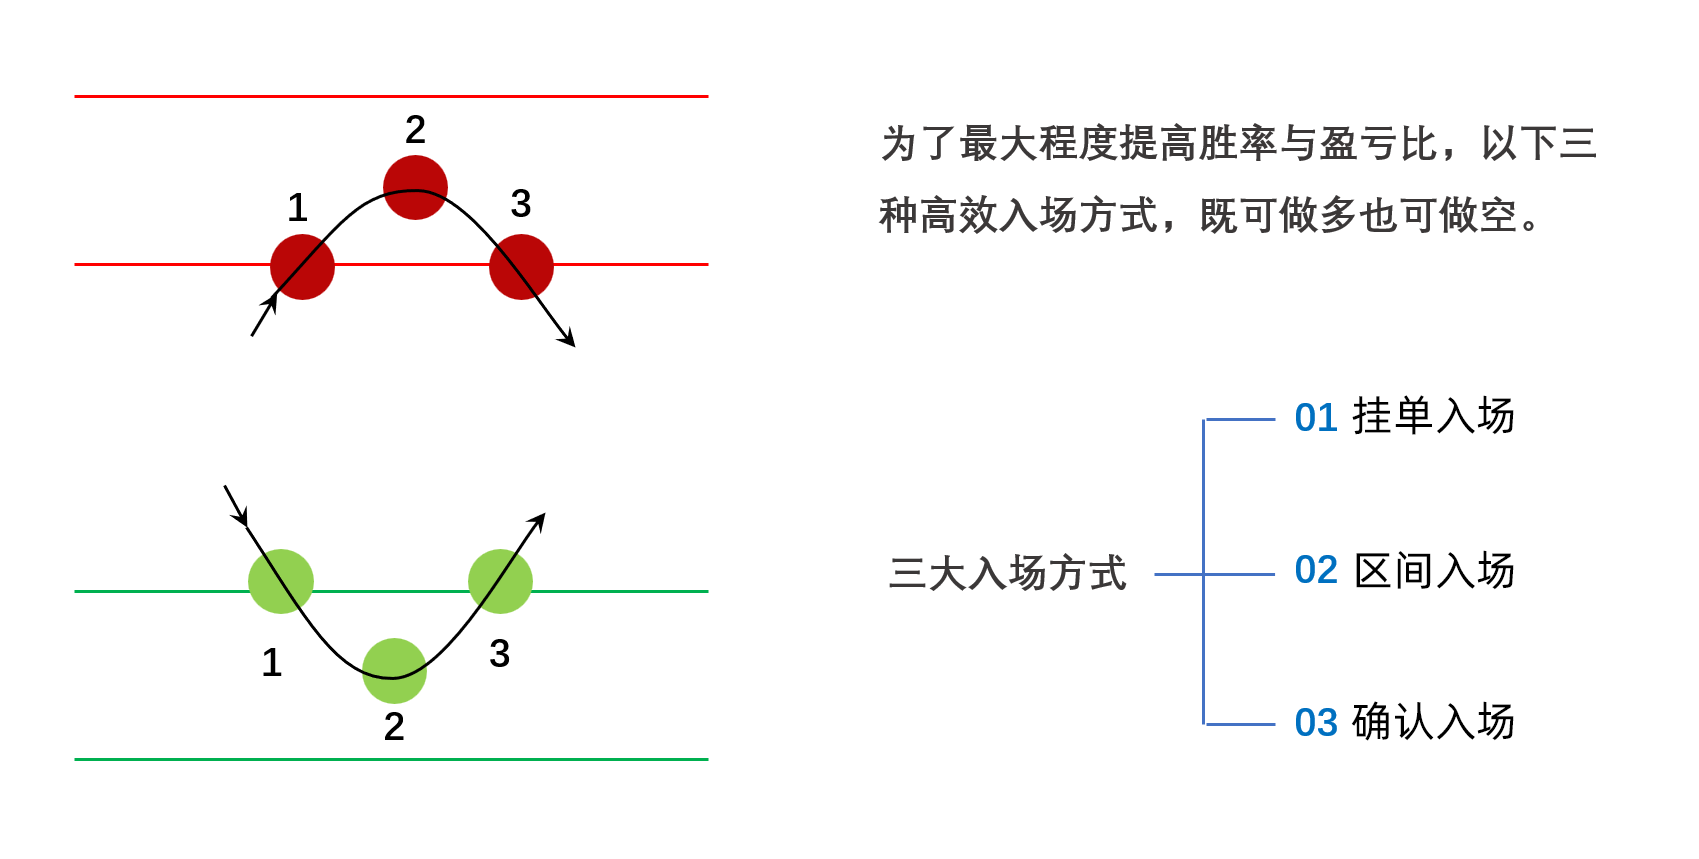 2
1
3
为了最大程度提高胜率与盈亏比，以下三
种高效入场方式，既可做多也可做空。
1
3
2
三大入场方式
01 挂单入场
02 区间入场
03 确认入场